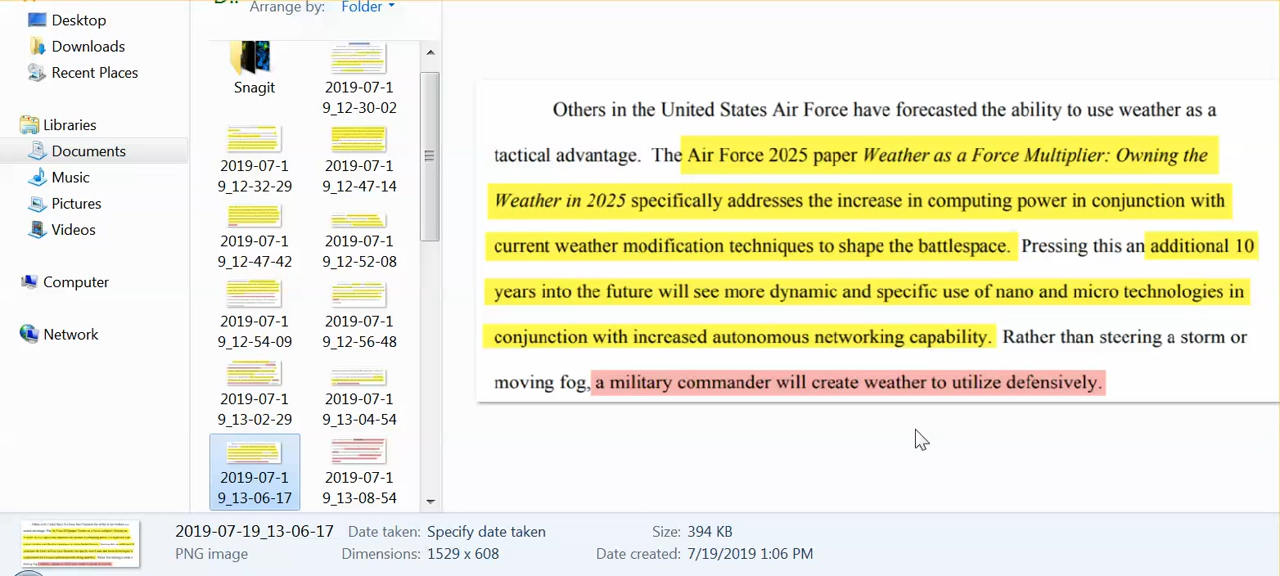 Desktop
Downloads
Recent Places
Libraries
Documents
Music
Pictures
Videos
Computer
Network
Arrange by: Folder
Snagit
2019-07-1
9_12-30-02
2019-07-1
9_12-32-29
2019-07-1
9_12-47-14
2019-07-1
9_12-47-42
2019-07-1
9_12-52-08
2019-07-1
9_12-54-09
2019-07-1
9_12-56-48
2019-07-1
9_13-02-29
2019-07-1
9_13-04-54
2019-07-1
9_13-06-17
2019-07-1
9_13-08-54
Others in the United States Air Force have forecasted the ability to use weather as a
tactical advantage. The Air Force 2025 paper Weather as a Force Multiplier: Owning the
Weather in 2025 specifically addresses the increase in computing power in conjunction with
current weather modification techniques to shape the battlespace. Pressing this an additional 10
years into the future will see more dynamic and specific use of nano and micro technologies in
conjunction with increased autonomous networking capability. Rather than steering a storm or
moving fog, a military commander will create weather to utilize defensively.
2019-07-19_13-06-17 Date taken: Specify date taken Size: 394 KB
PNG image Dimensions: 1529 x 608 Date created: 7/19/2019 1:06 PM